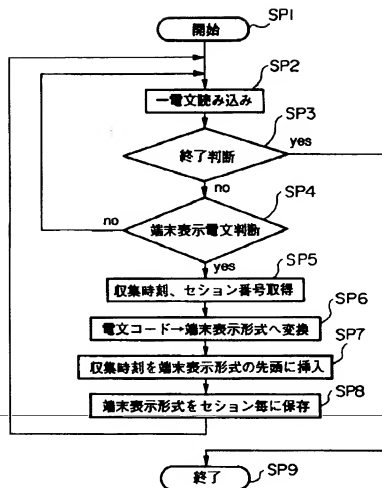 開始
SP1
SP2
一電文読み込み
SP3
終了判断
yes
no
SP4
no
端末表示電文判断
yes
SP5
収集時刻、セション番号取得
SP6
電文コード→端末表示形式へ変換
SP7
収集時刻を端末表示形式の先頭に挿入
SP8
端末表示形式をセション毎に保存
終了
SP9